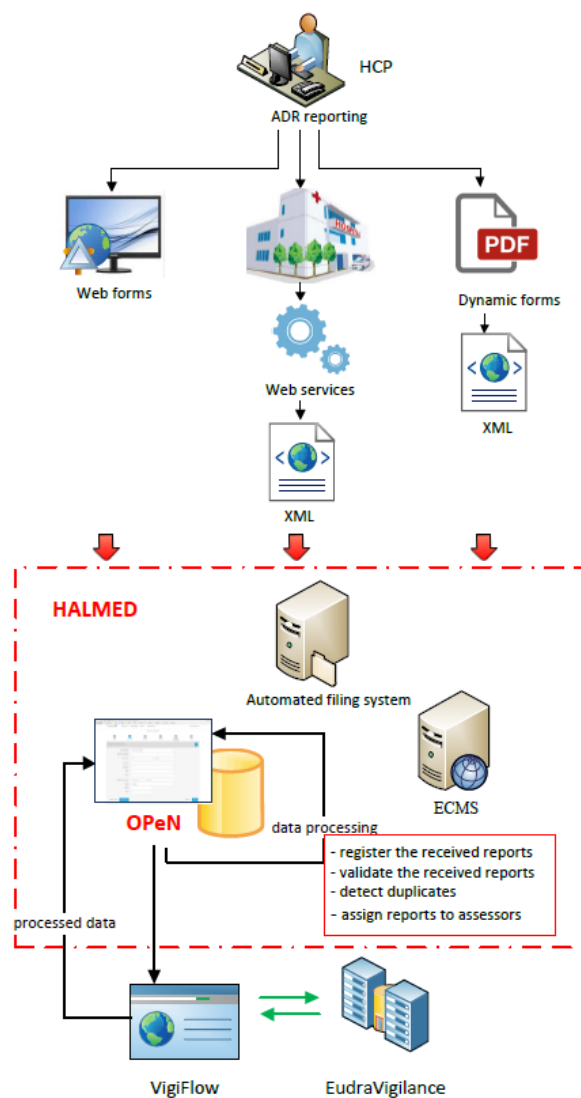 HCP
ADR reporting
Web forms
HOSPI
PDF
Dynamic forms
Web services
XML
XML
HALMED
Automated filing system
ECMS
OPeN
data processing
- register the received reports
- validate the received reports
- detect duplicates
- assign reports to assessors
processed data
VigiFlow
EudraVigilance